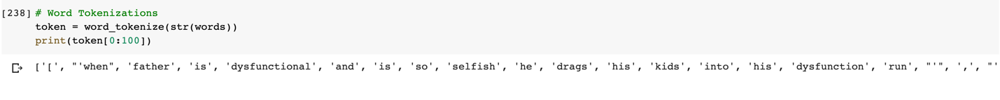 [238] # Word Tokenizations
token = word_tokenize(str(words))
print(token[0:100])
['[', "'when", 'father', 'is', 'dysfunctional', 'and', 'is', 'so', 'selfish', 'he', 'drags', 'his', 'kids', 'into', 'his', 'dysfunction', 'run', "'", ',', "'